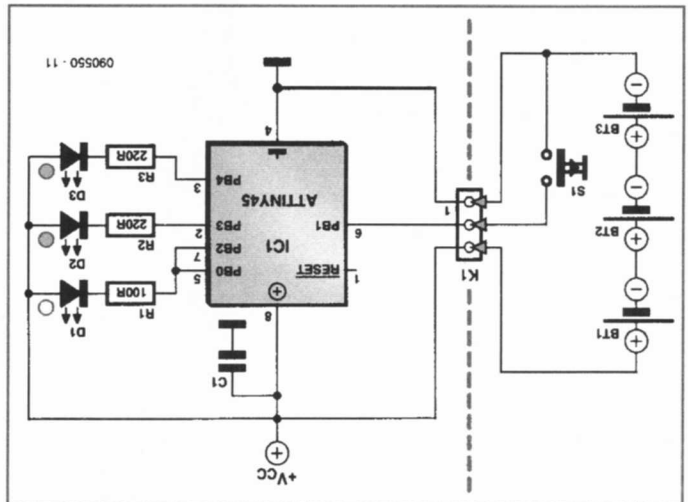 +VCC
C1
BT1
K1
8
D1
R1
100R
1
RESET
PB0
5
IC1
PB2
7
BT2
6
PB1
ATTINY45
PB3
2
R2
220R
D2
S1
1
PB4
3
R3
220R
D3
BT3
4
090550 - 11